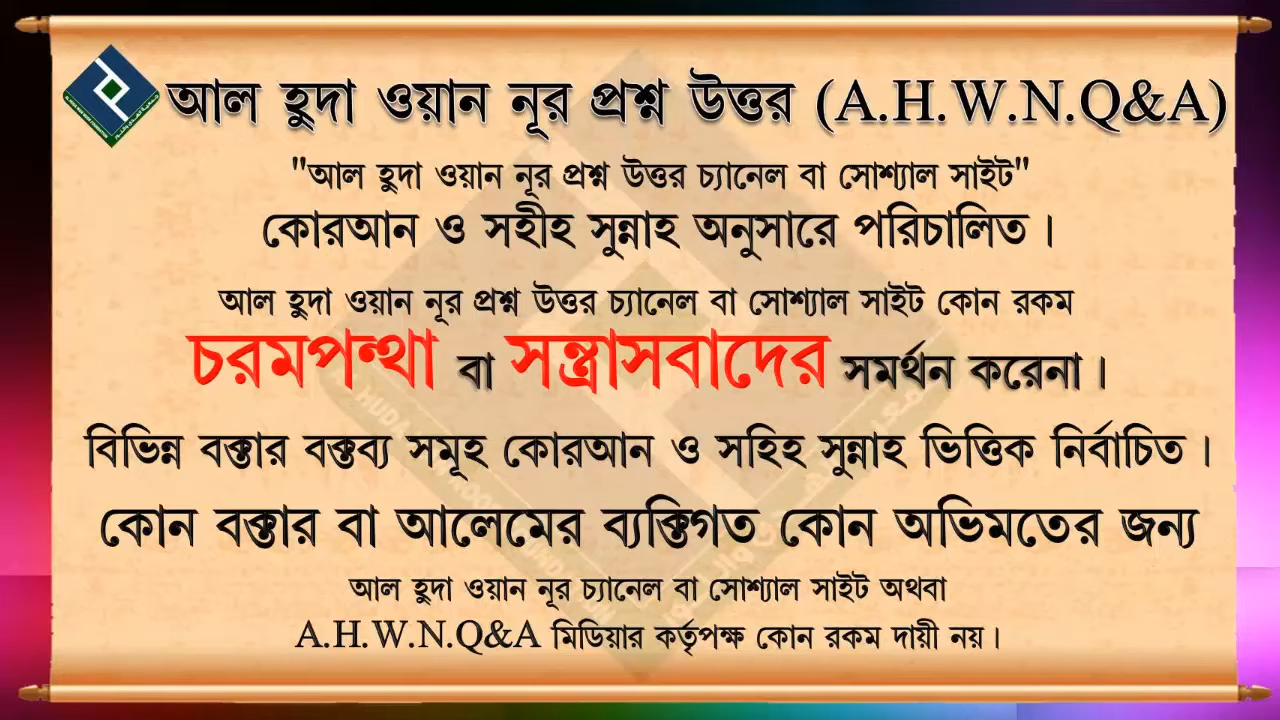 আল হুদা ওয়ান নূর প্রশ্ন উত্তর (A.H.W.N.Q&A)
"আল হুদা ওয়ান নূর প্রশ্ন উত্তর চ্যানেল বা সোশ্যাল সাইট"
কোরআন ও সহীহ সুন্নাহ অনুসারে পরিচালিত।
আল হুদা ওয়ান নূর প্রশ্ন উত্তর চ্যানেল বা সোশ্যাল সাইট কোন রকম
চরমপন্থা বা সন্ত্রাসবাদের সমর্থন করেনা।
বিভিন্ন বক্তার বক্তব্য সমূহ কোরআন ও সহিহ সুন্নাহ ভিত্তিক নির্বাচিত।
কোন বক্তার বা আলেমের ব্যক্তিগত কোন অভিমতের জন্য
আল হুদা ওয়ান নূর চ্যানেল বা সোশ্যাল সাইট অথবা
A.H.W.N.Q&A মিডিয়ার কর্তৃপক্ষ কোন রকম দায়ী নয়।